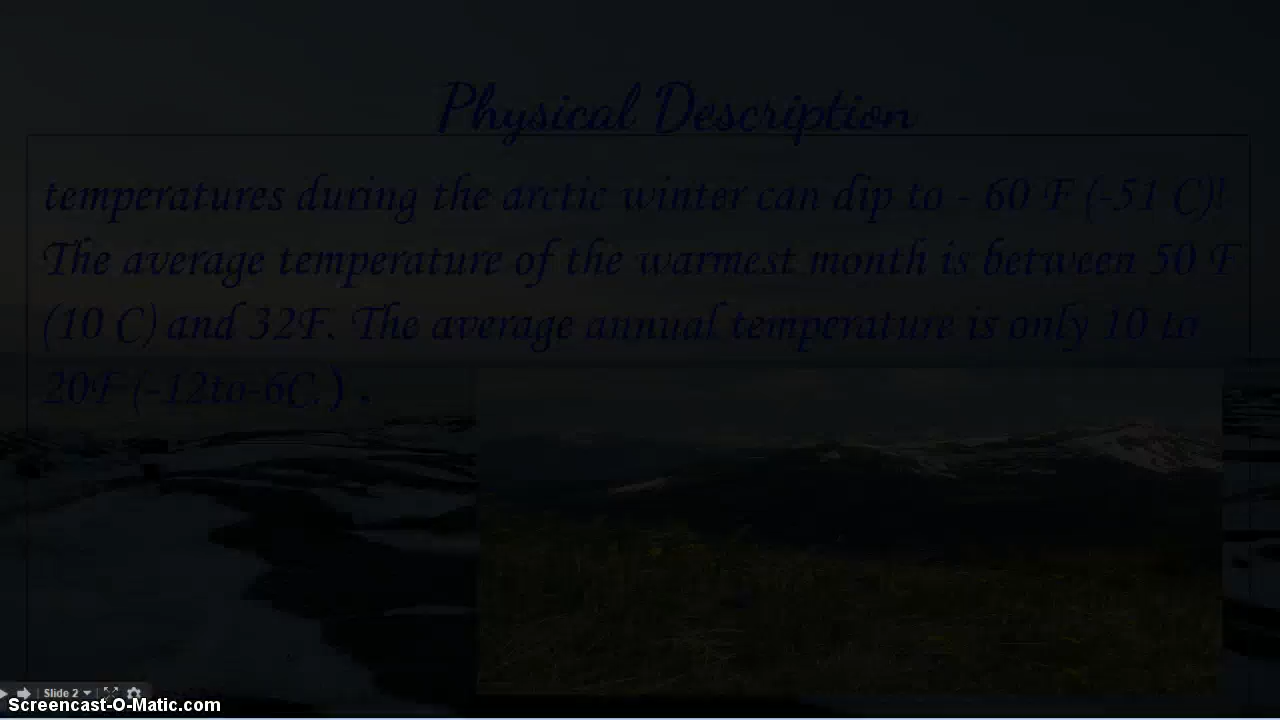 Physical Description
temperatures during the arctic winter can dip to - 60 F (-51 C)!
The average temperature of the warmest month is between 50 F
(10 C) and 32F. The average annual temperature is only 10 to
20F (-12to-6C. ) .
Slide 2
Screencast-O-Matic.com